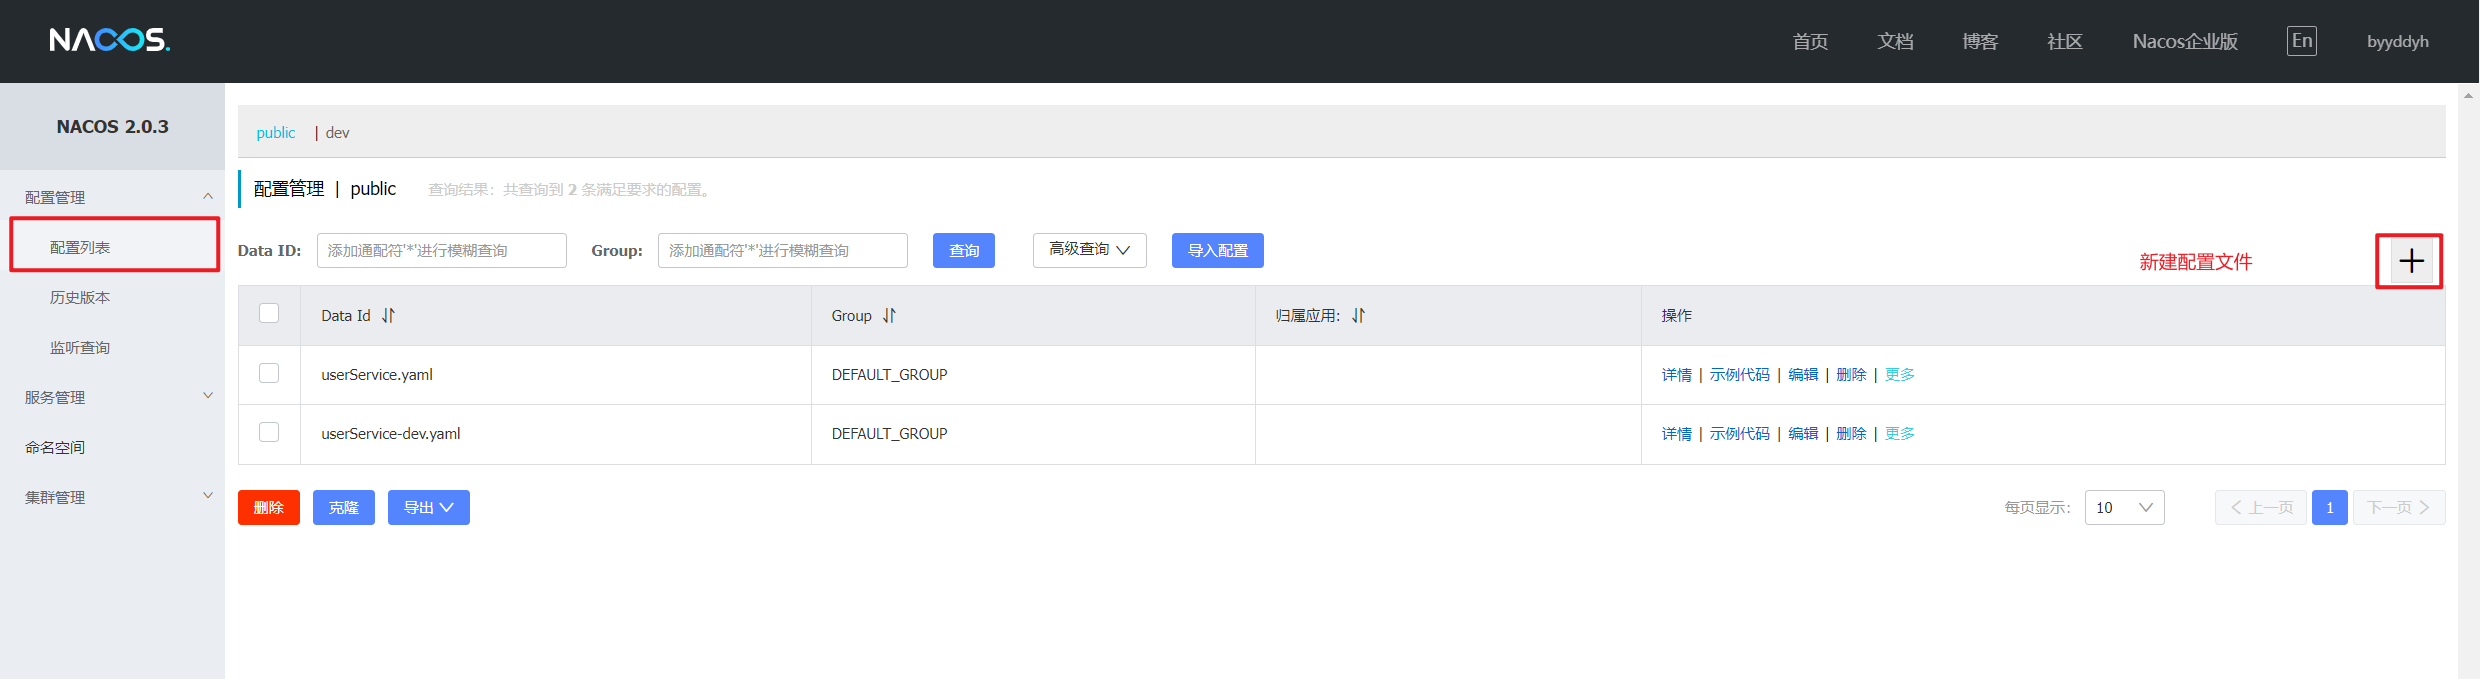 NACOS.
首页 文档 博客 社区 Nacos企业版 En byyddyh
NACOS 2.0.3
配置管理
配置列表
历史版本
监听查询
服务管理
命名空间
集群管理
public | dev
配置管理 | public 查询结果：共查询到 2 条满足要求的配置。
Data ID: 添加通配符'*'进行模糊查询 Group: 添加通配符'*'进行模糊查询 查询 高级查询 导入配置
新建配置文件
Data Id Group 归属应用: 操作
userService.yaml DEFAULT_GROUP 详情 | 示例代码 | 编辑 | 删除 | 更多
userService-dev.yaml DEFAULT_GROUP 详情 | 示例代码 | 编辑 | 删除 | 更多
删除 克隆 导出 每页显示: 10 上一页 1 下一页